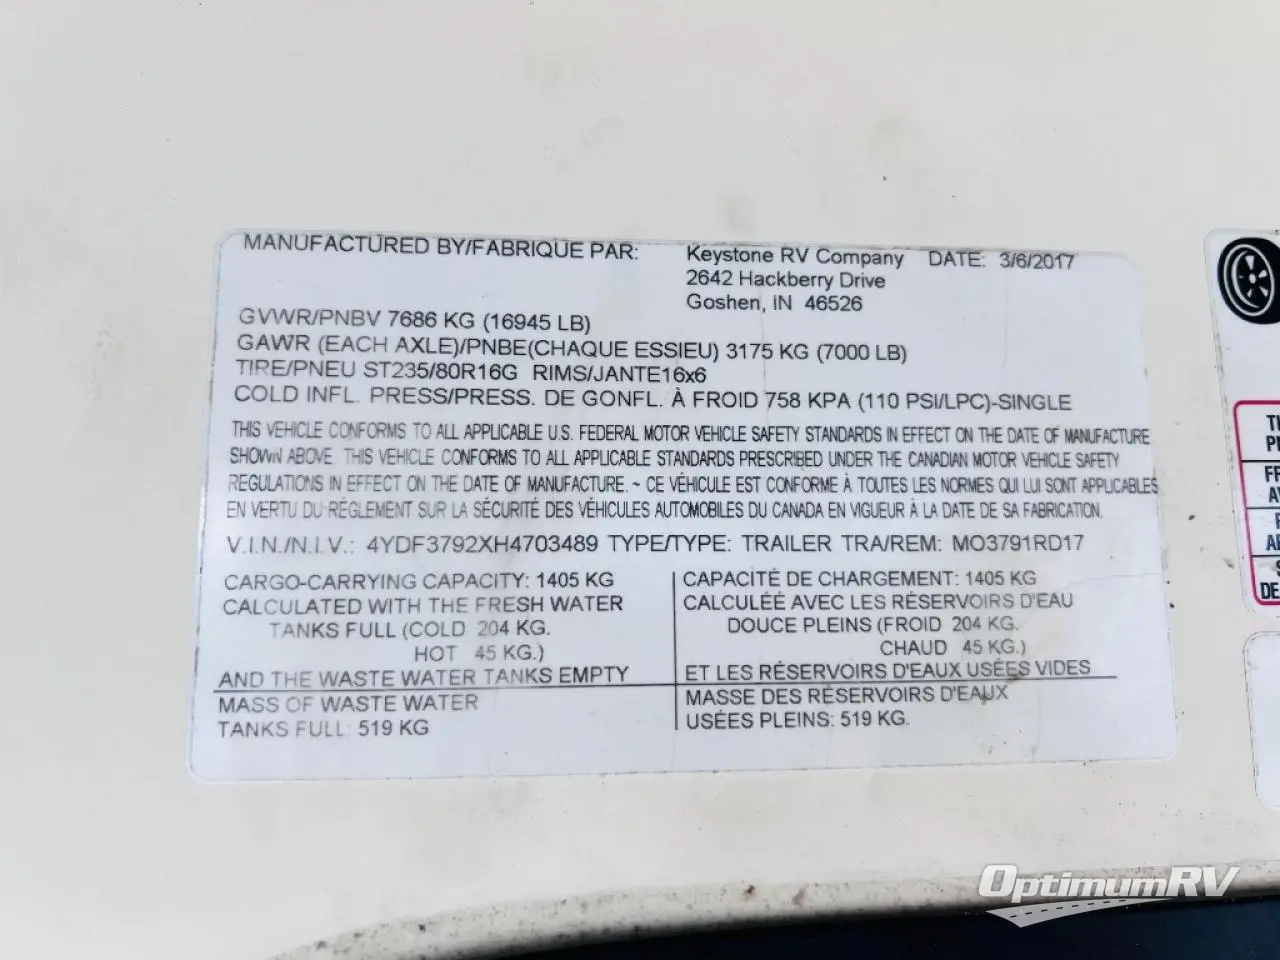 MANUFACTURED BY/FABRIQUE PAR: Keystone RV Company DATE: 3/6/2017
2642 Hackberry Drive
Goshen, IN 46526
GVWR/PNBV 7686 KG (16945 LB)
GAWR (EACH AXLE)/PNBE(CHAQUE ESSIEU) 3175 KG (7000 LB)
TIRE/PNEU ST235/80R16G RIMS/JANTE16x6
COLD INFL. PRESS/PRESS. DE GONFL. À FROID 758 KPA (110 PSI/LPC)-SINGLE
THIS VEHICLE CONFORMS TO ALL APPLICABLE U.S. FEDERAL MOTOR VEHICLE SAFETY STANDARDS IN EFFECT ON THE DATE OF MANUFACTURE
SHOWN ABOVE. THIS VEHICLE CONFORMS TO ALL APPLICABLE STANDARDS PRESCRIBED UNDER THE CANADIAN MOTOR VEHICLE SAFETY
REGULATIONS IN EFFECT ON THE DATE OF MANUFACTURE. ~ CE VÉHICULE EST CONFORME À TOUTES LES NORMES QUI LUI SONT APPLICABLES
EN VERTU DU RÉGLEMENT SUR LA SÉCURITÉ DES VÉHICULES AUTOMOBILES DU CANADA EN VIGUEUR À LA DATE DE SA FABRICATION.
V.I.N./N.I.V.: 4YDF3792XH4703489 TYPE/TYPE: TRAILER TRA/REM: MO3791RD17
CARGO-CARRYING CAPACITY: 1405 KG
CALCULATED WITH THE FRESH WATER
TANKS FULL (COLD 204 KG.
HOT 45 KG.)
AND THE WASTE WATER TANKS EMPTY
MASS OF WASTE WATER
TANKS FULL: 519 KG
CAPACITÉ DE CHARGEMENT: 1405 KG
CALCULÉE AVEC LES RÉSERVOIRS D'EAU
DOUCE PLEINS (FROID 204 KG.
CHAUD 45 KG.)
ET LES RÉSERVOIRS D'EAUX USÉES VIDES
MASSE DES RÉSERVOIRS D'EAUX
USÉES PLEINS: 519 KG.
OptimumRV